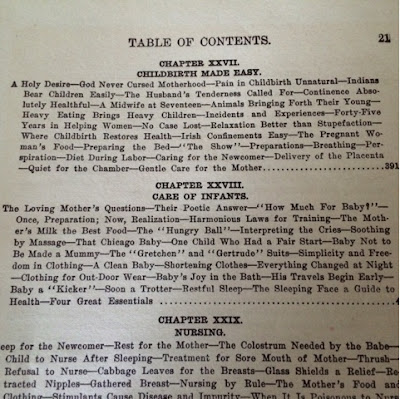 TABLE OF CONTENTS. 21
CHAPTER XXVII.
CHILDBIRTH MADE EASY.
A Holy Desire—God Never Cursed Motherhood—Pain in Childbirth Unnatural—Indians
Bear Children Easily—The Husband's Tenderness Called For—Continence Abso-
lutely Healthful—A Midwife at Seventeen—Animals Bringing Forth Their Young—
Heavy Eating Brings Heavy Children—Incidents and Experiences—Forty-Five
Years in Helping Women—No Case Lost—Relaxation Better than Stupefaction—
Where Childbirth Restores Health—Irish Confinements Easy—The Pregnant Wo-
man's Food—Preparing the Bed—"The Show"—Preparations—Breathing—Per-
spiration—Diet During Labor—Caring for the Newcomer—Delivery of the Placenta
—Quiet for the Chamber—Gentle Care for the Mother..................391
CHAPTER XXVIII.
CARE OF INFANTS.
The Loving Mother's Questions—Their Poetic Answer—"How Much For Baby?"—
Once, Preparation; Now, Realization—Harmonious Laws for Training—The Moth-
er's Milk the Best Food—The "Hungry Ball"—Interpreting the Cries—Soothing
by Massage—That Chicago Baby—One Child Who Had a Fair Start—Baby Not to
Be Made a Mummy—The "Gretchen" and "Gertrude" Suits—Simplicity and Free-
dom in Clothing—A Clean Baby—Shortening Clothes—Everything Changed at Night
—Clothing for Out-Door Wear—Baby's Joy in the Bath—His Travels Begin Early—
Baby a "Kicker"—Soon a Trotter—Restful Sleep—The Sleeping Face a Guide to
Health—Four Great Essentials ..................4
CHAPTER XXIX.
NURSING.
eep for the Newcomer—Rest for the Mother—The Colostrum Needed by the Babe—
Child to Nurse After Sleeping—Treatment for Sore Mouth of Mother—Thrush—
Refusal to Nurse—Cabbage Leaves for the Breasts—Glass Shields a Relief—Re-
tracted Nipples—Gathered Breast—Nursing by Rule—The Mother's Food and
Clothing—Stimulants Cause Disease and Impurity—When It Is Poisonous to Nurse